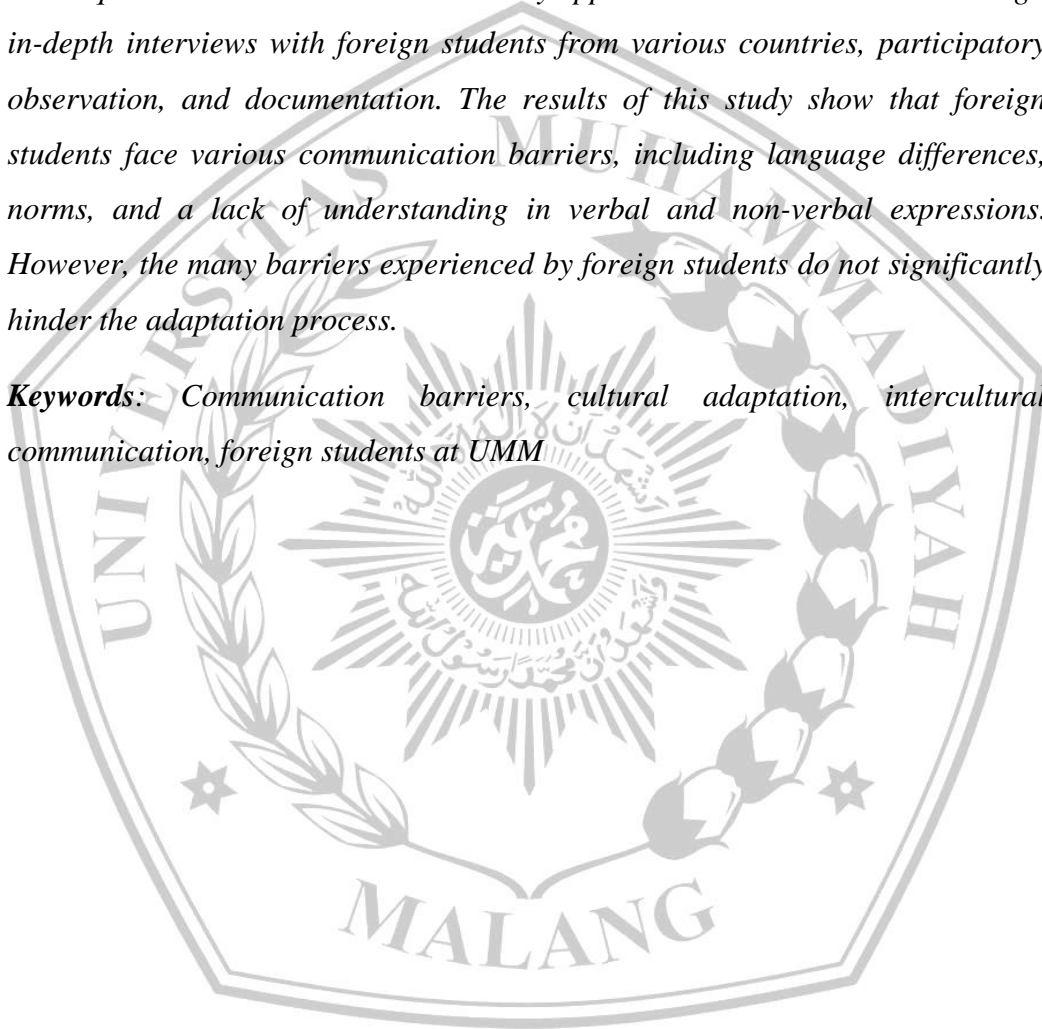 in-depth interviews with foreign students from various countries, participatory
observation, and documentation. The results of this study show that foreign
students face various communication barriers, including language differences,
norms, and a lack of understanding in verbal and non-verbal expressions.
However, the many barriers experienced by foreign students do not significantly
hinder the adaptation process.
Keywords: Communication barriers, cultural adaptation, intercultural
communication, foreign students at UMM
UNIVERSITAS MUHAMMADIYAH
MALANG